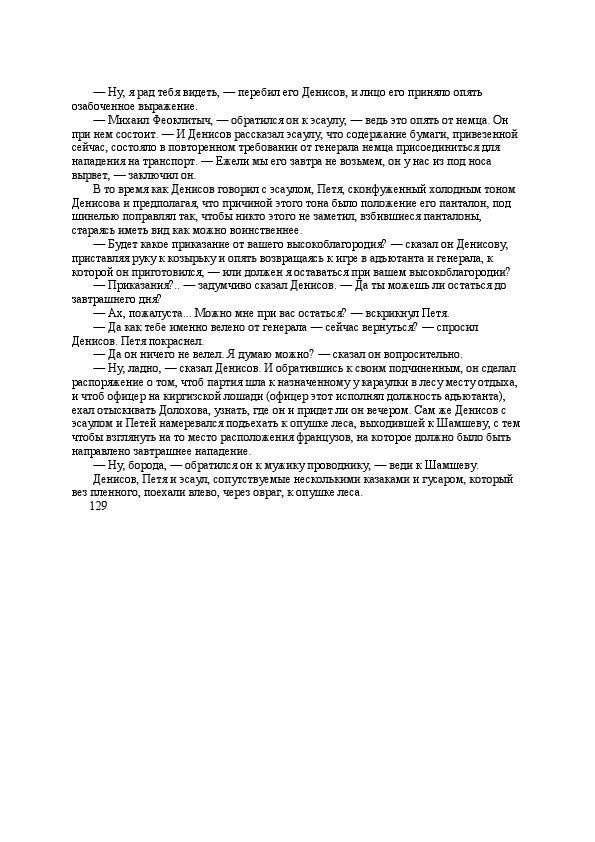 — Ну, я рад тебя видеть, — перебил его Денисов, и лицо его приняло опять
озабоченное выражение.
— Михаил Феоклитыч, — обратился он к эсаулу, — ведь это опять от немца. Он
при нем состоит. — И Денисов рассказал эсаулу, что содержание бумаги, привезенной
сейчас, состояло в повторенном требовании от генерала немца присоединиться для
нападения на транспорт. — Ежели мы его завтра не возьмем, он у нас из под носа
вырвет, — заключил он.
В то время как Денисов говорил с эсаулом, Петя, сконфуженный холодным тоном
Денисова и предполагая, что причиной этого тона было положение его панталон, под
шинелью поправлял так, чтобы никто этого не заметил, взбившиеся панталоны,
стараясь иметь вид как можно воинственнее.
— Будет какое приказание от вашего высокоблагородия? — сказал он Денисову,
приставляя руку к козырьку и опять возвращаясь к игре в адъютанта и генерала, к
которой он приготовился, — или должен я оставаться при вашем высокоблагородии?
— Приказания?.. — задумчиво сказал Денисов. — Да ты можешь ли остаться до
завтрашнего дня?
— Ах, пожалуста... Можно мне при вас остаться? — вскрикнул Петя.
— Да как тебе именно велено от генерала — сейчас вернуться? — спросил
Денисов. Петя покраснел.
— Да он ничего не велел. Я думаю можно? — сказал он вопросительно.
— Ну, ладно, — сказал Денисов. И обратившись к своим подчиненным, он сделал
распоряжение о том, чтоб партия шла к назначенному у караулки в лесу месту отдыха,
и чтоб офицер на киргизской лошади (офицер этот исполнял должность адъютанта),
ехал отыскивать Долохова, узнать, где он и придет ли он вечером. Сам же Денисов с
эсаулом и Петей намеревался подъехать к опушке леса, выходившей к Шамшеву, с тем
чтобы взглянуть на то место расположения французов, на которое должно было быть
направлено завтрашнее нападение.
— Ну, борода, — обратился он к мужику проводнику, — веди к Шамшеву.
Денисов, Петя и эсаул, сопутствуемые несколькими казаками и гусаром, который
вез пленного, поехали влево, через овраг, к опушке леса.
129